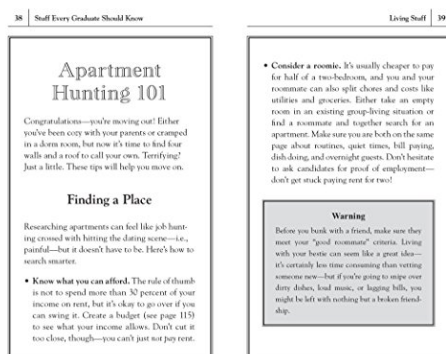 38 Stuff Every Graduate Should Know
Apartment
Hunting 101
Congratulations—you're moving out! Either
you've been cozy with your parents or cramped
in a dorm room, but now it's time to find four
walls and a roof to call your own. Terrifying?
Just a little. These tips will help you move on.
Finding a Place
Researching apartments can feel like job hunt-
ing crossed with hitting the dating scene—i.e.,
painful—but it doesn't have to be. Here's how to
search smarter.
• Know what you can afford. The rule of thumb
is not to spend more than 30 percent of your
income on rent, but it's okay to go over if you
can swing it. Create a budget (see page 115)
to see what your income allows. Don't cut it
too close, though—you can't just not pay rent.
Living Stuff 39
• Consider a roomie. It's usually cheaper to pay
for half of a two-bedroom, and you and your
roommate can also split chores and costs like
utilities and groceries. Either take an empty
room in an existing group-living situation or
find a roommate and together search for an
apartment. Make sure you are both on the same
page about routines, quiet times, bill paying,
dish doing, and overnight guests. Don't hesitate
to ask candidates for proof of employment—
don't get stuck paying rent for two!
Warning
Before you bunk with a friend, make sure they
meet your "good roommate" criteria. Living
with your bestie can seem like a great idea—
it's certainly less time consuming than vetting
someone new—but if you're going to snipe over
dirty dishes, loud music, or lagging bills, you
might be left with nothing but a broken friend-
ship.